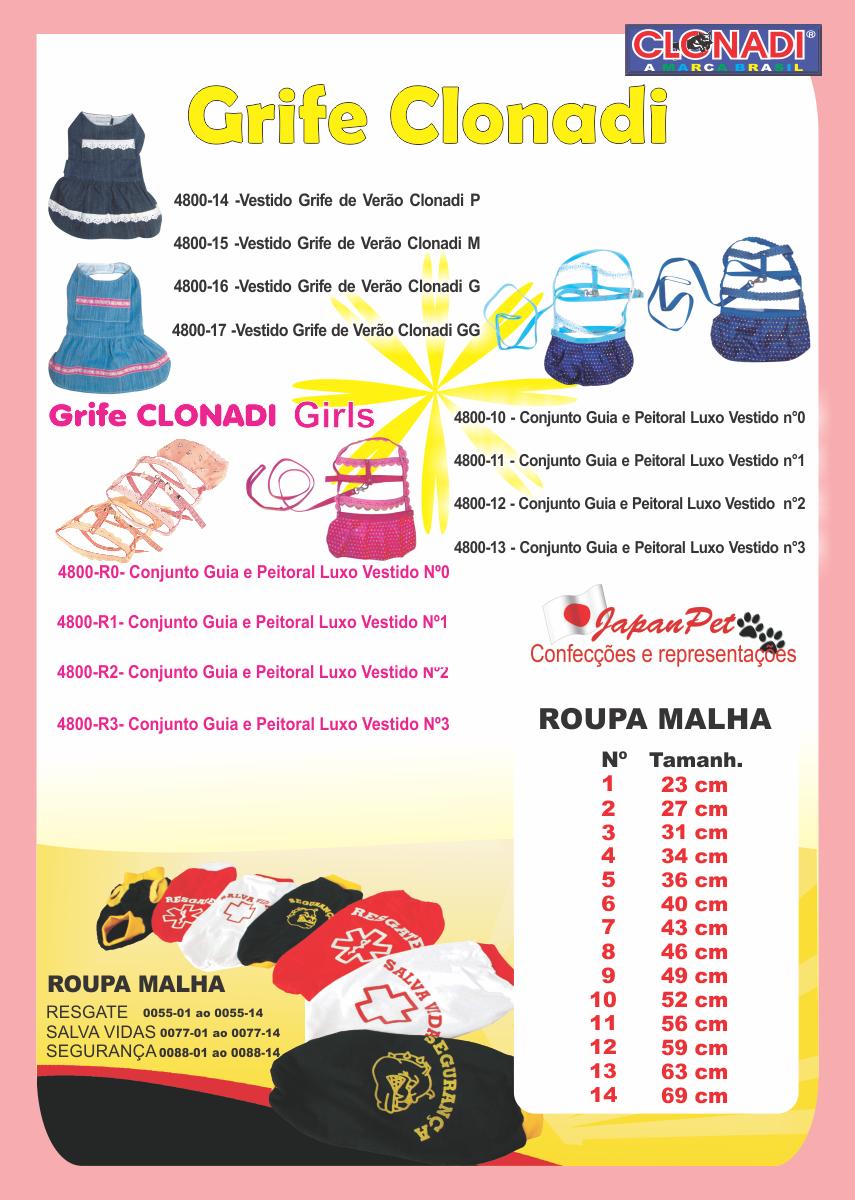 CLONADI®
A MARCA BRASIL
Grife Clonadi
4800-14 -Vestido Grife de Verão Clonadi P
4800-15 -Vestido Grife de Verão Clonadi M
4800-16 -Vestido Grife de Verão Clonadi G
4800-17 -Vestido Grife de Verão Clonadi GG
Grife CLONADI Girls
4800-10 - Conjunto Guia e Peitoral Luxo Vestido n°0
4800-11 - Conjunto Guia e Peitoral Luxo Vestido n°1
4800-12 - Conjunto Guia e Peitoral Luxo Vestido n°2
4800-13 - Conjunto Guia e Peitoral Luxo Vestido n°3
4800-R0- Conjunto Guia e Peitoral Luxo Vestido Nº0
4800-R1- Conjunto Guia e Peitoral Luxo Vestido Nº1
4800-R2- Conjunto Guia e Peitoral Luxo Vestido Nº2
4800-R3- Conjunto Guia e Peitoral Luxo Vestido Nº3
JapanPet
Confecções e representações
ROUPA MALHA
Nº Tamanh.
1 23 cm
2 27 cm
3 31 cm
4 34 cm
5 36 cm
6 40 cm
7 43 cm
8 46 cm
9 49 cm
10 52 cm
11 56 cm
12 59 cm
13 63 cm
14 69 cm
RESGATE
SALVA VIDAS
SEGURANÇA
RESGATE
SALVA VIDAS
SEGURANÇA
ROUPA MALHA
RESGATE 0055-01 ao 0055-14
SALVA VIDAS 0077-01 ao 0077-14
SEGURANÇA 0088-01 ao 0088-14